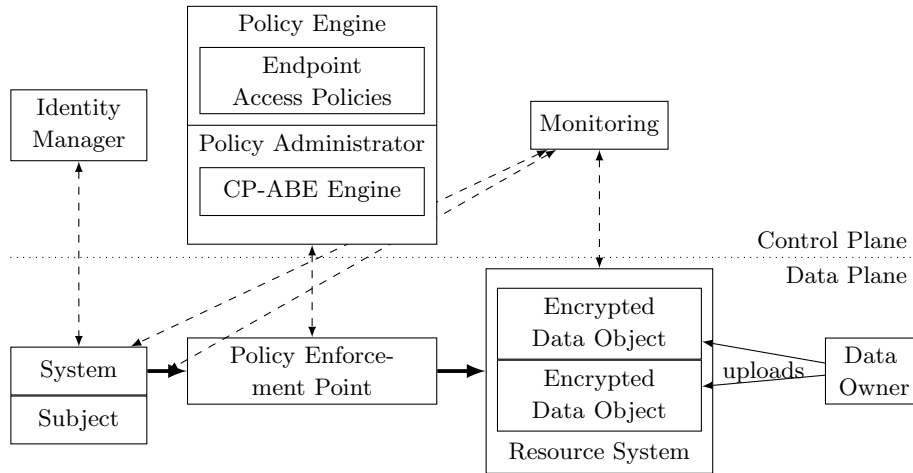 Policy Engine
Endpoint
Access Policies
Identity
Manager
Policy Administrator
CP-ABE Engine
Monitoring
Control Plane
Data Plane
System
Subject
Policy Enforce-
ment Point
Encrypted
Data Object
Encrypted
Data Object
Resource System
uploads
Data
Owner